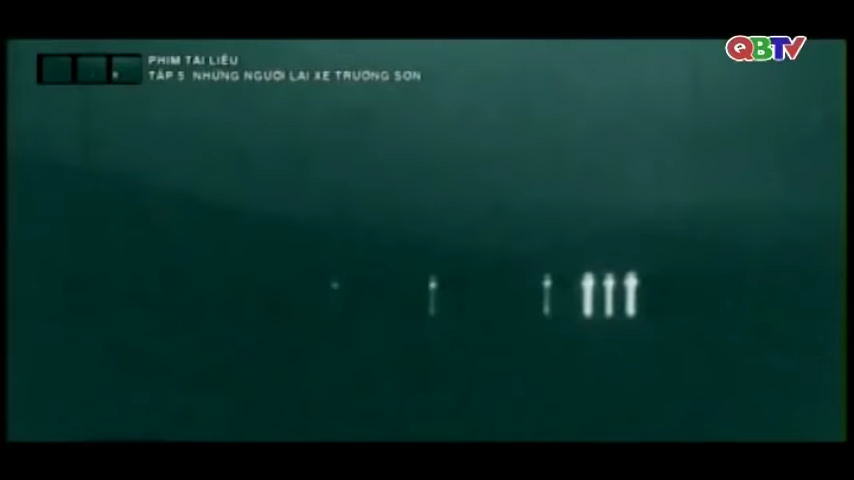 PHIM TÀI LIỆU
TẬP 5 NHỮNG NGƯỜI LÁI XE TRƯỜNG SƠN
QBTV